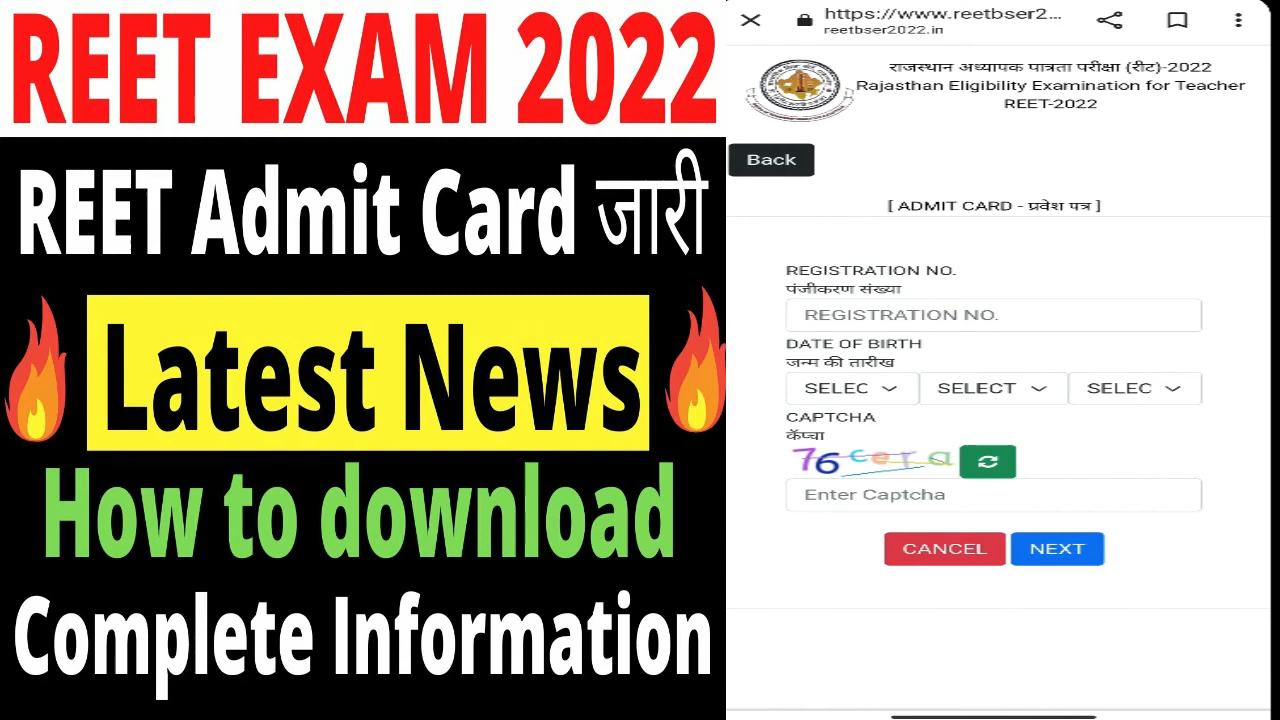 REET EXAM 2022
REET Admit Card जारी
Latest News
How to download
Complete Information
https://www.reetbser2...
reetbser2022.in
राजस्थान अध्यापक पात्रता परीक्षा (रीट)-2022
Rajasthan Eligibility Examination for Teacher
REET-2022
Back
[ ADMIT CARD - प्रवेश पत्र ]
REGISTRATION NO.
पंजीकरण संख्या
REGISTRATION NO.
DATE OF BIRTH
जन्म की तारीख
SELEC SELECT SELEC
CAPTCHA
कॅप्चा
76cera
Enter Captcha
CANCEL NEXT